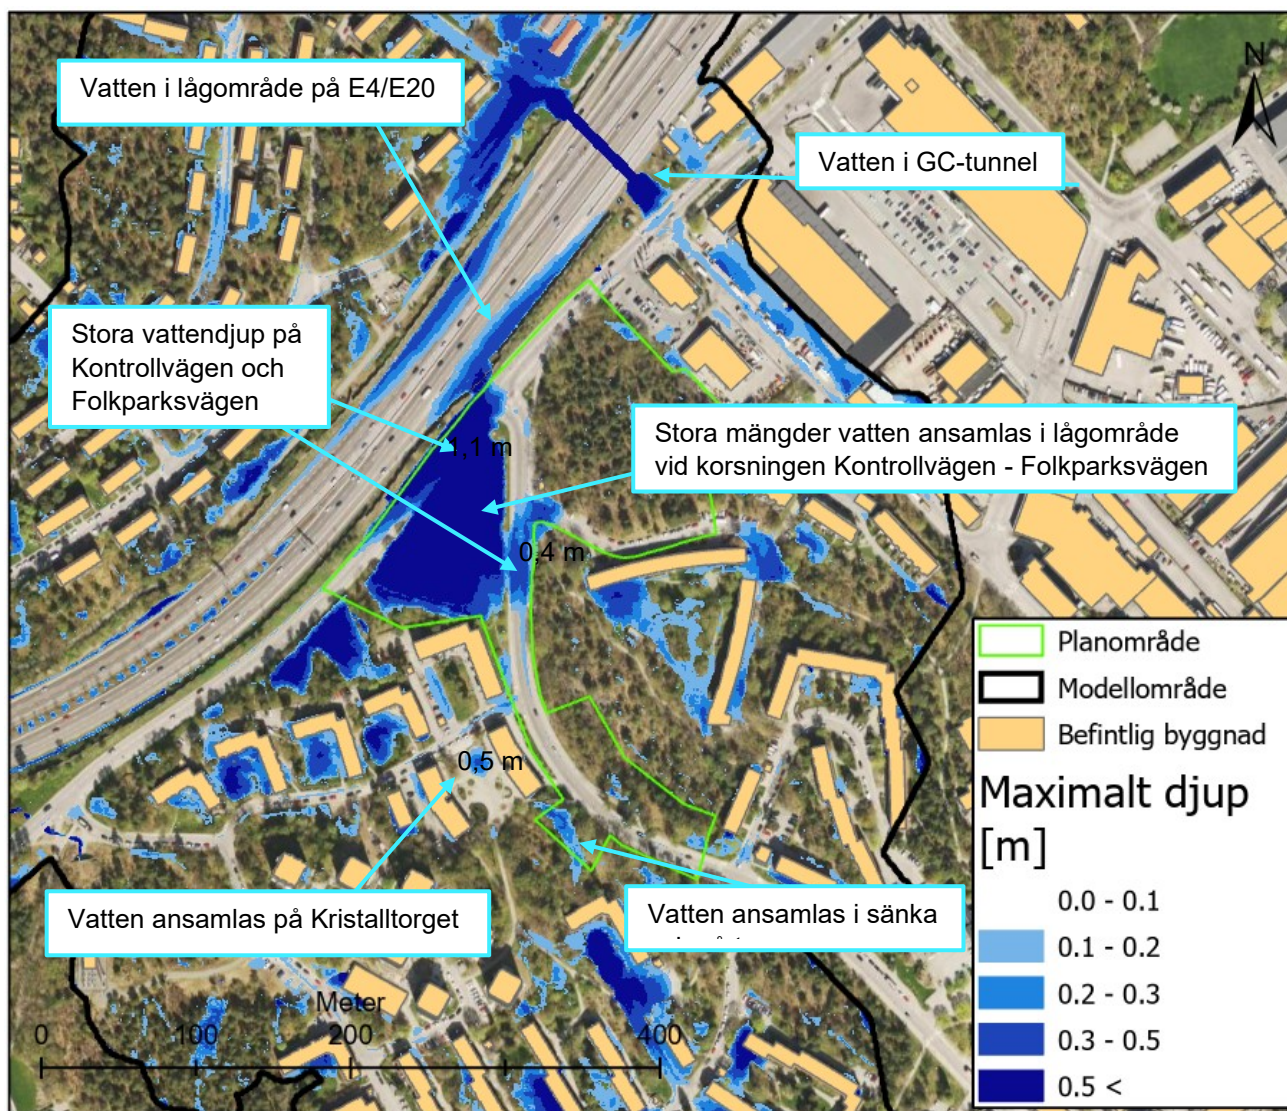 N
Vatten i lågområde på E4/E20
Vatten i GC-tunnel
Stora vattendjup på
Kontrollvägen och
Folkparksvägen
Stora mängder vatten ansamlas i lågområde
vid korsningen Kontrollvägen - Folkparksvägen
1,1 m
0,4 m
0,5 m
Vatten ansamlas på Kristalltorget
Vatten ansamlas i sänka
Planområde
Modellområde
Befintlig byggnad
Maximalt djup
[m]
0.0 - 0.1
0.1 - 0.2
0.2 - 0.3
0.3 - 0.5
0.5 <
Meter
0 100 200 400